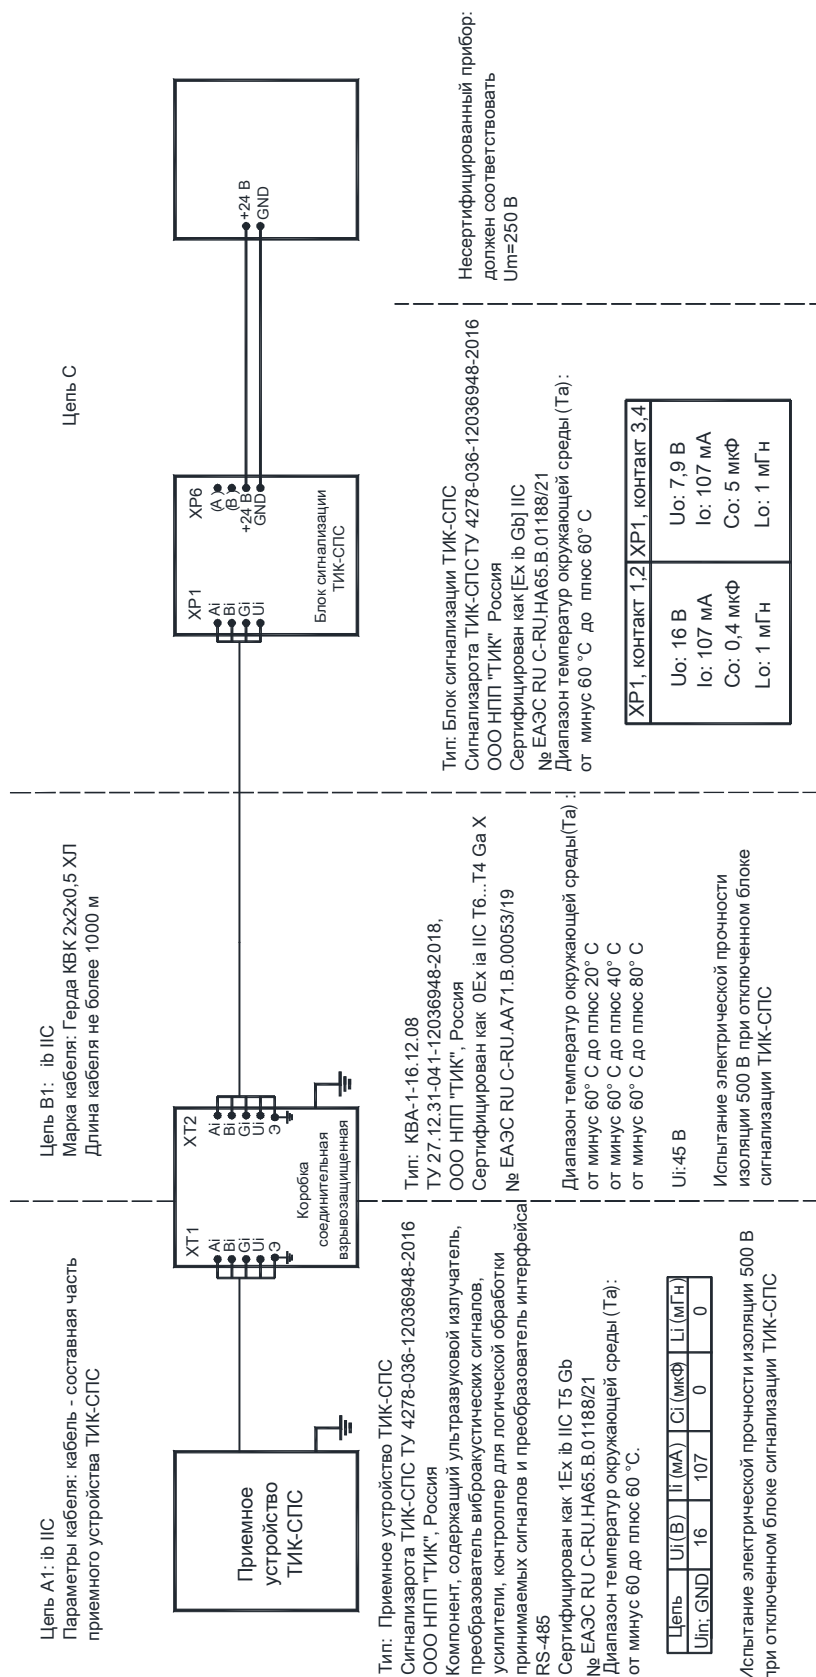 Цепь A1: ib IIC
Параметры кабеля: кабель - составная часть
приемного устройства ТИК-СПС
Цепь B1: ib IIC
Марка кабеля: Герда КВК 2x2x0,5 ХЛ
Длина кабеля не более 1000 м
Цепь C
Приемное
устройство
ТИК-СПС
XT1
Ai
Bi
Gi
Ui
Э
XT2
Ai
Bi
Gi
Ui
Э
Коробка
соединительная
взрывозащищенная
XP1
Ai
Bi
Gi
Ui
XP6
(A)
(B)
+24 В
GND
Блок сигнализации
ТИК-СПС
+24 В
GND
Тип: Приемное устройство ТИК-СПС
Сигнализарота ТИК-СПС ТУ 4278-036-12036948-2016
ООО НПП "ТИК", Россия
Компонент, содержащий ультразвуковой излучатель,
преобразователь виброакустических сигналов,
усилители, контроллер для логической обработки
принимаемых сигналов и преобразователь интерфейса
RS-485
Сертифицирован как 1Ex ib IIC T5 Gb
№ ЕАЭС RU C-RU.HA65.B.01188/21
Диапазон температур окружающей среды (Ta):
от минус 60 до плюс 60 °C.
Цепь Ui(В) Ii (мА) Ci (мкФ) Li (мГн)
Uin; GND 16 107 0 0
Испытание электрической прочности изоляции 500 В
при отключенном блоке сигнализации ТИК-СПС
Тип: КВА-1-16.12.08
ТУ 27.12.31-041-12036948-2018,
ООО НПП "ТИК", Россия
Сертифицирован как 0Ex ia IIC T6...T4 Ga X
№ ЕАЭС RU C-RU.AA71.B.00053/19
Диапазон температур окружающей среды(Ta) :
от минус 60° C до плюс 20° C
от минус 60° C до плюс 40° C
от минус 60° C до плюс 80° C
Ui:45 В
Испытание электрической прочности
изоляции 500 В при отключенном блоке
сигнализации ТИК-СПС
Тип: Блок сигнализации ТИК-СПС
Сигнализарота ТИК-СПС ТУ 4278-036-12036948-2016
ООО НПП "ТИК" Россия
Сертифицирован как [Ex ib Gb] IIC
№ ЕАЭС RU C-RU.HA65.B.01188/21
Диапазон температур окружающей среды (Ta):
от минус 60 °C до плюс 60° C
XP1, контакт 1,2 XP1, контакт 3,4
Uo: 16 В Uo: 7,9 В
Io: 107 мА Io: 107 мА
Co: 0,4 мкФ Co: 5 мкФ
Lo: 1 мГн Lo: 1 мГн
Несертифицированный прибор:
должен соответствовать
Um=250 В